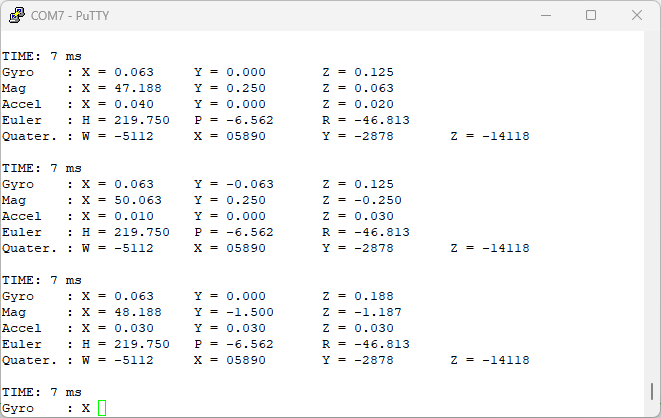 COM7 - PuTTY
TIME: 7 ms
Gyro : X = 0.063 Y = 0.000 Z = 0.125
Mag : X = 47.188 Y = 0.250 Z = 0.063
Accel : X = 0.040 Y = 0.000 Z = 0.020
Euler : H = 219.750 P = -6.562 R = -46.813
Quater. : W = -5112 X = 05890 Y = -2878 Z = -14118
TIME: 7 ms
Gyro : X = 0.063 Y = -0.063 Z = 0.125
Mag : X = 50.063 Y = 0.250 Z = -0.250
Accel : X = 0.010 Y = 0.000 Z = 0.030
Euler : H = 219.750 P = -6.562 R = -46.813
Quater. : W = -5112 X = 05890 Y = -2878 Z = -14118
TIME: 7 ms
Gyro : X = 0.063 Y = 0.000 Z = 0.188
Mag : X = 48.188 Y = -1.500 Z = -1.187
Accel : X = 0.030 Y = 0.030 Z = 0.030
Euler : H = 219.750 P = -6.562 R = -46.813
Quater. : W = -5112 X = 05890 Y = -2878 Z = -14118
TIME: 7 ms
Gyro : X